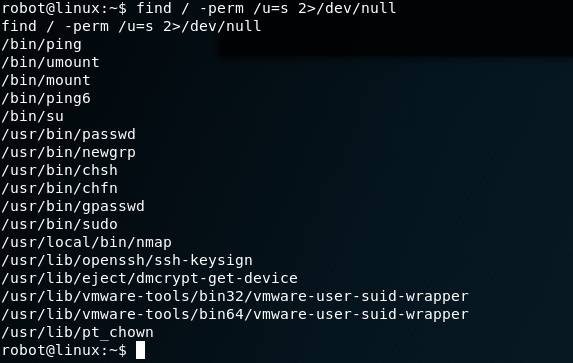 robot@linux:~$ find / -perm /u=s 2>/dev/null
find / -perm /u=s 2>/dev/null
/bin/ping
/bin/umount
/bin/mount
/bin/ping6
/bin/su
/usr/bin/passwd
/usr/bin/newgrp
/usr/bin/chsh
/usr/bin/chfn
/usr/bin/gpasswd
/usr/bin/sudo
/usr/local/bin/nmap
/usr/lib/openssh/ssh-keysign
/usr/lib/eject/dmcrypt-get-device
/usr/lib/vmware-tools/bin32/vmware-user-suid-wrapper
/usr/lib/vmware-tools/bin64/vmware-user-suid-wrapper
/usr/lib/pt_chown
robot@linux:~$